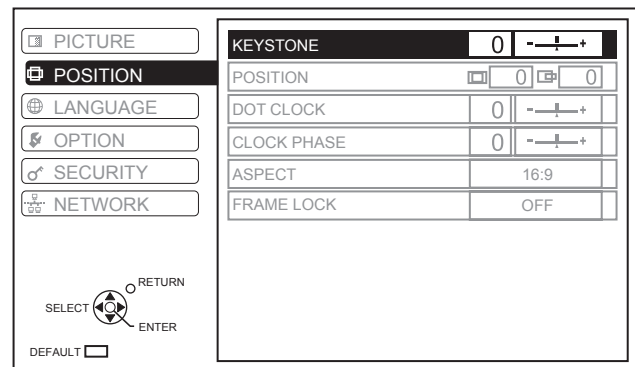 PICTURE
POSITION
LANGUAGE
OPTION
SECURITY
NETWORK
RETURN
SELECT
ENTER
DEFAULT
KEYSTONE 0 - +
POSITION 0 0
DOT CLOCK 0 - +
CLOCK PHASE 0 - +
ASPECT 16:9
FRAME LOCK OFF